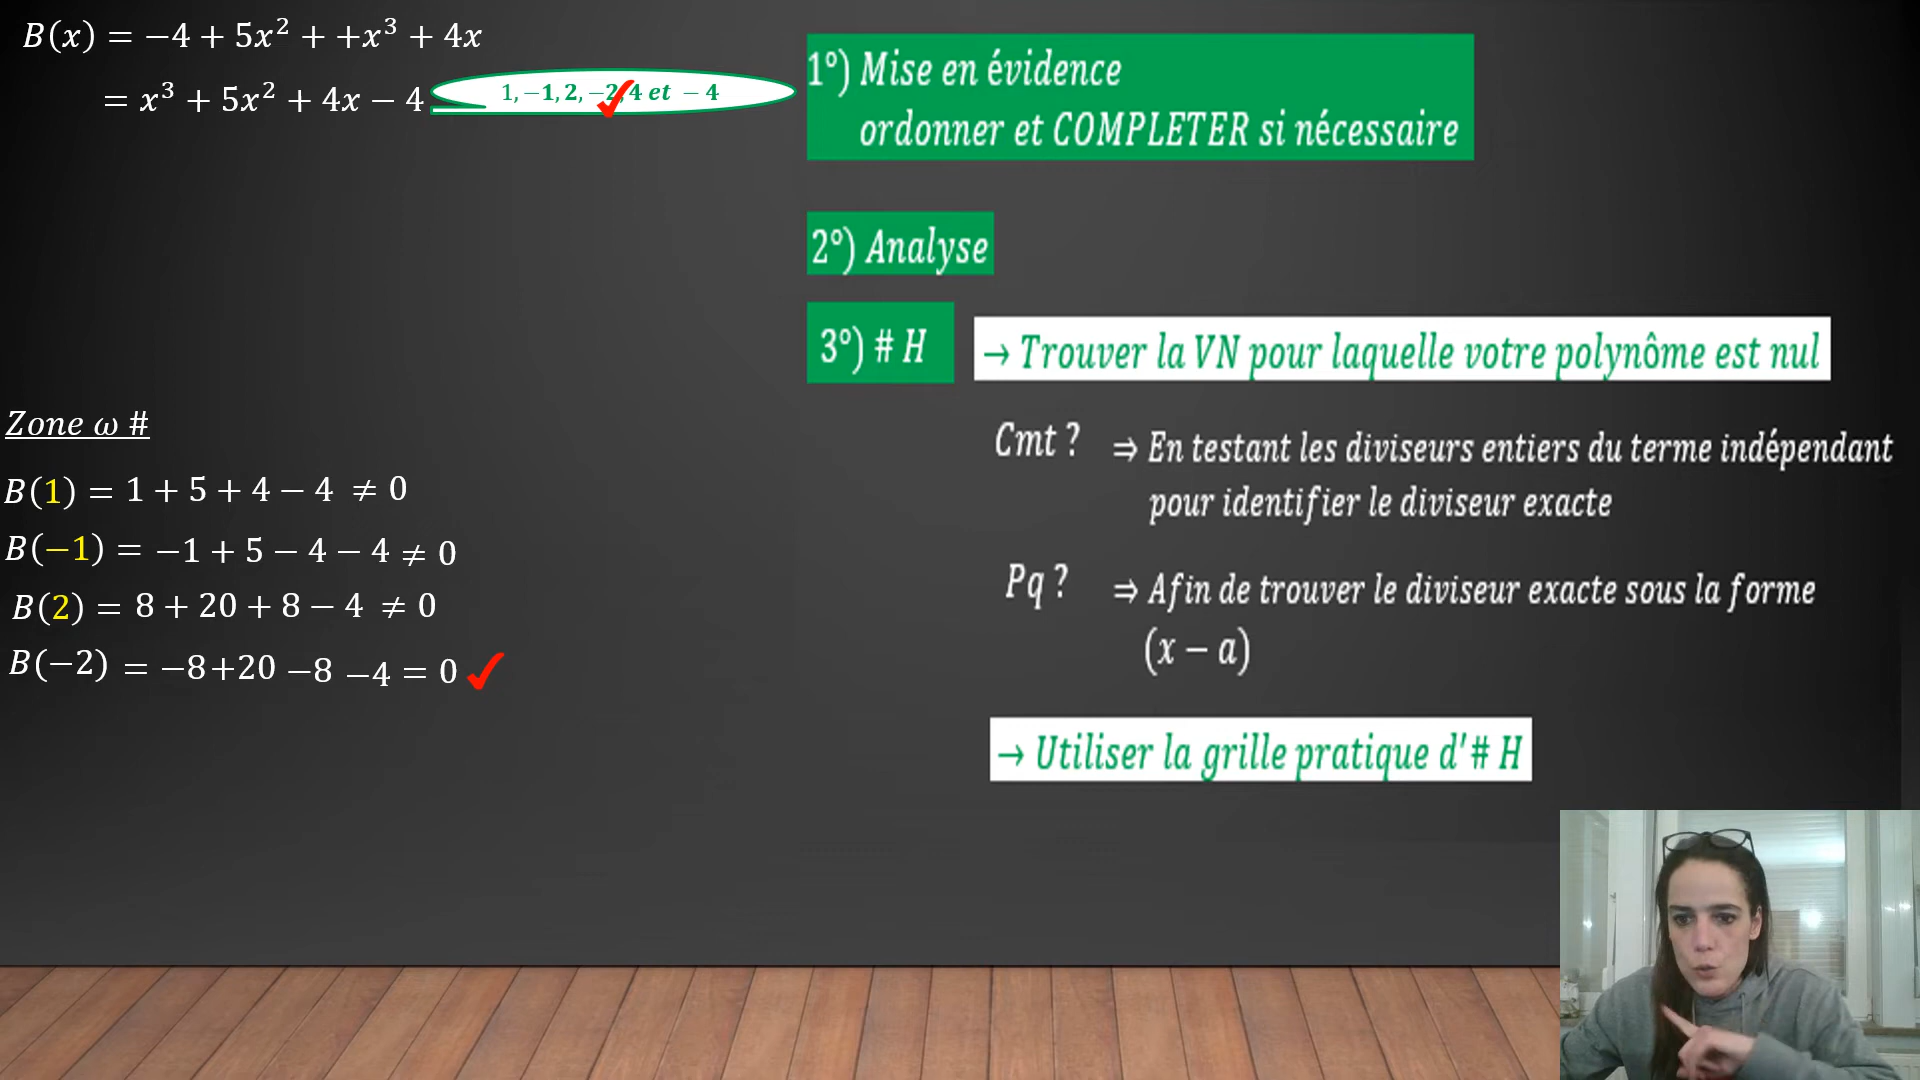 B(x) = −4 + 5x² + +x³ + 4x
= x³ + 5x² + 4x − 4
1, −1, 2, −2, 4 et − 4
1°) Mise en évidence
ordonner et COMPLETER si nécessaire
2°) Analyse
3°) # H
→ Trouver la VN pour laquelle votre polynôme est nul
Cmt ? ⇒ En testant les diviseurs entiers du terme indépendant
pour identifier le diviseur exacte
Pq ? ⇒ Afin de trouver le diviseur exacte sous la forme
(x − a)
→ Utiliser la grille pratique d'# H
Zone ω #
B(1) = 1 + 5 + 4 − 4 ≠ 0
B(−1) = −1 + 5 − 4 − 4 ≠ 0
B(2) = 8 + 20 + 8 − 4 ≠ 0
B(−2) = −8+20 −8 −4 = 0